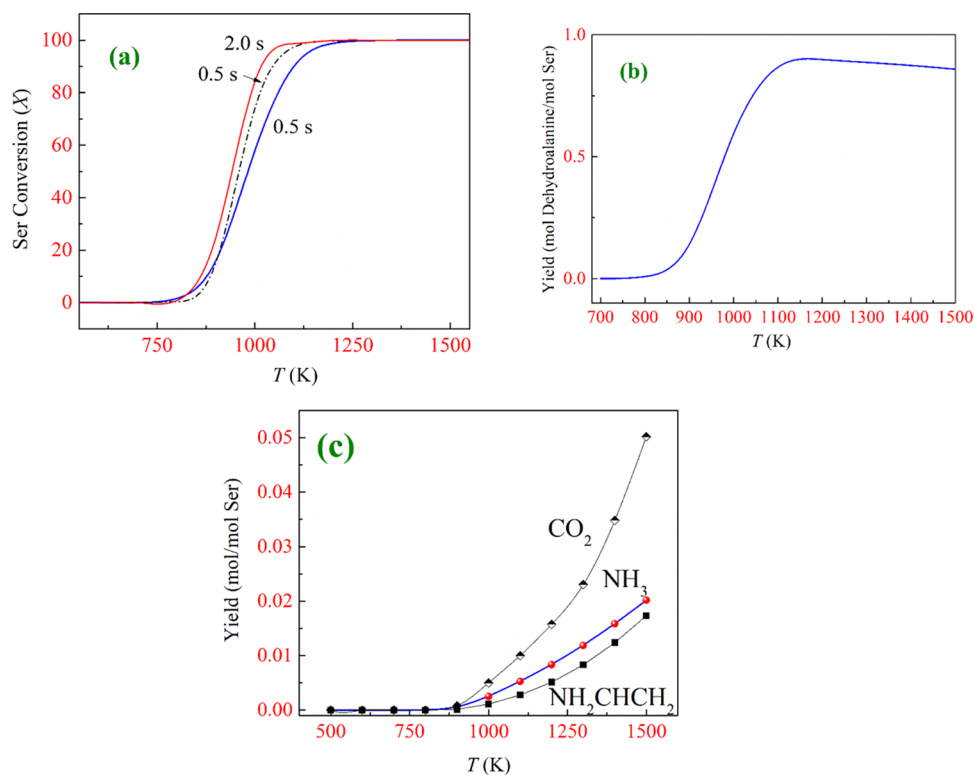 (a)
2.0 s
0.5 s
0.5 s
Ser Conversion (X)
100
80
60
40
20
0
750 1000 1250 1500
T (K)
(b)
Yield (mol Dehydroalanine/mol Ser)
1.0
0.5
0.0
700 800 900 1000 1100 1200 1300 1400 1500
T (K)
(c)
Yield (mol/mol Ser)
0.05
0.04
0.03
0.02
0.01
0.00
CO₂
NH₃
NH₂CHCH₂
500 750 1000 1250 1500
T (K)